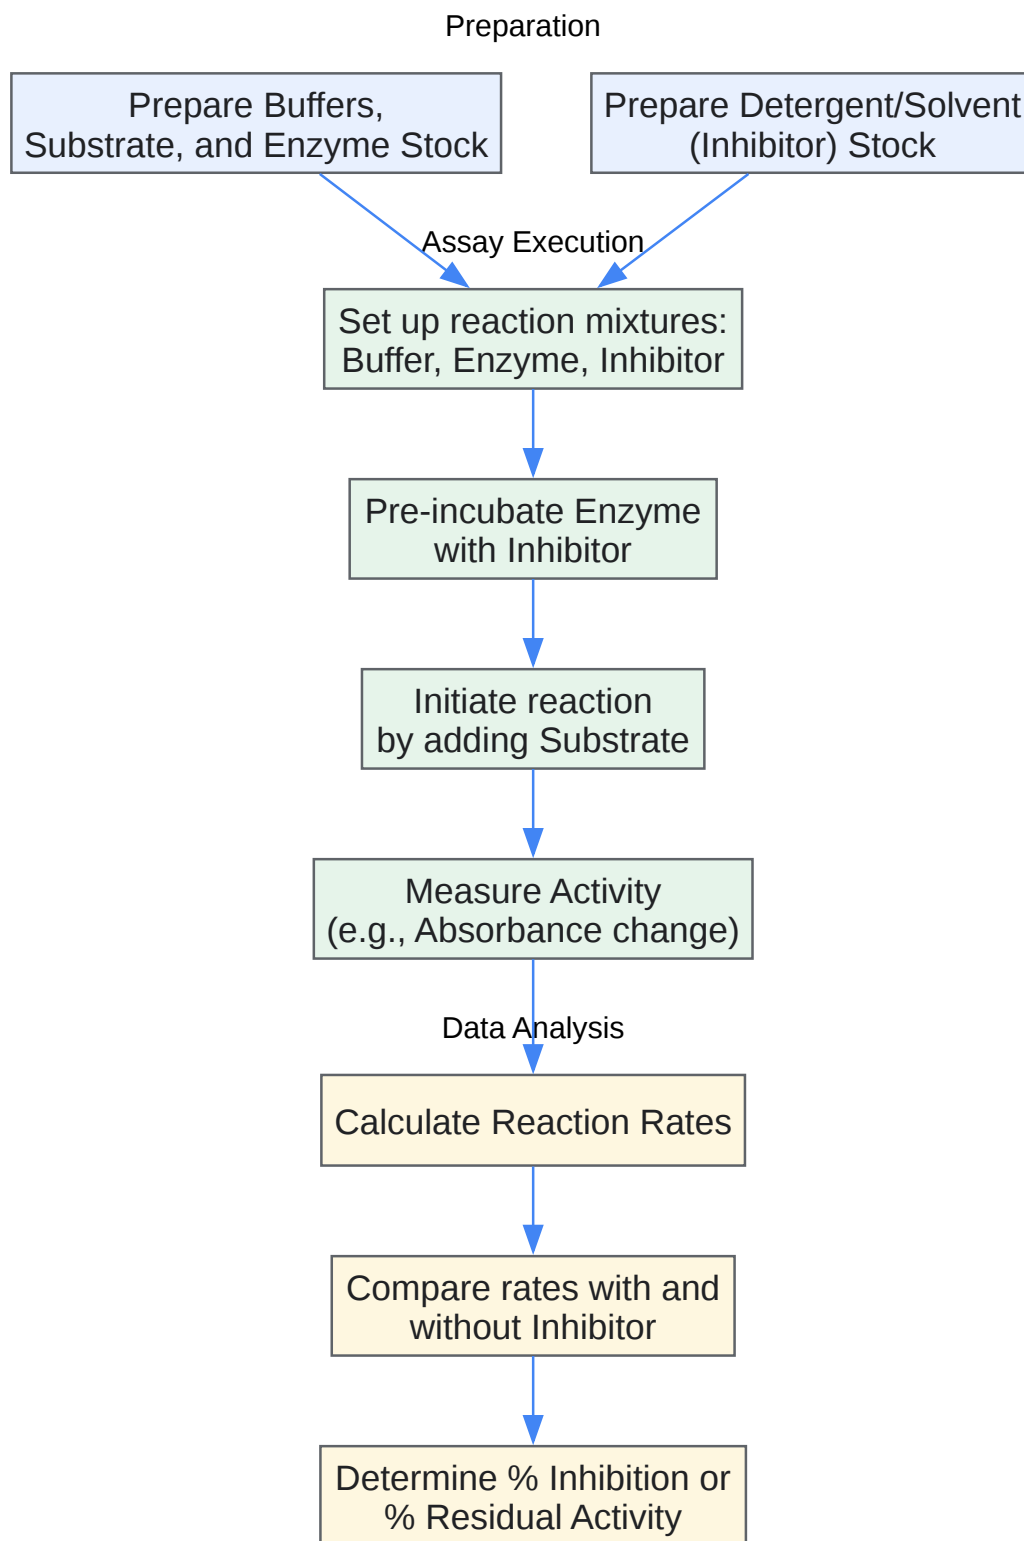 Preparation
Prepare Buffers,
Substrate, and Enzyme Stock
Prepare Detergent/Solvent
(Inhibitor) Stock
Assay Execution
Set up reaction mixtures:
Buffer, Enzyme, Inhibitor
Pre-incubate Enzyme
with Inhibitor
Initiate reaction
by adding Substrate
Measure Activity
(e.g., Absorbance change)
Data Analysis
Calculate Reaction Rates
Compare rates with and
without Inhibitor
Determine % Inhibition or
% Residual Activity